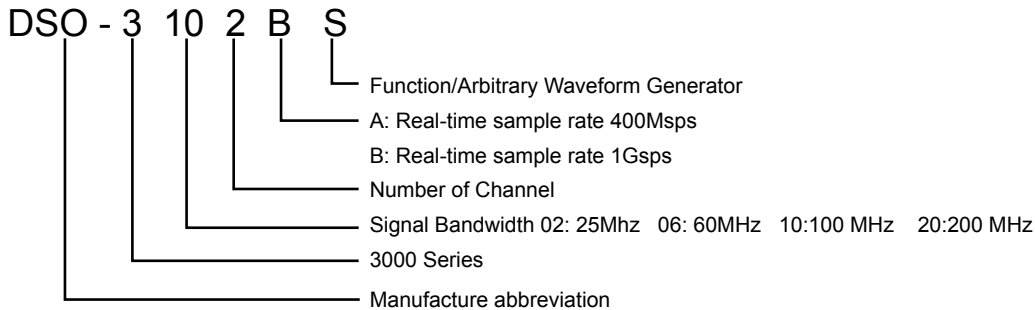 DSO - 3 10 2 B S
Function/Arbitrary Waveform Generator
A: Real-time sample rate 400Msps
B: Real-time sample rate 1Gsps
Number of Channel
Signal Bandwidth 02: 25Mhz 06: 60MHz 10:100 MHz 20:200 MHz
3000 Series
Manufacture abbreviation